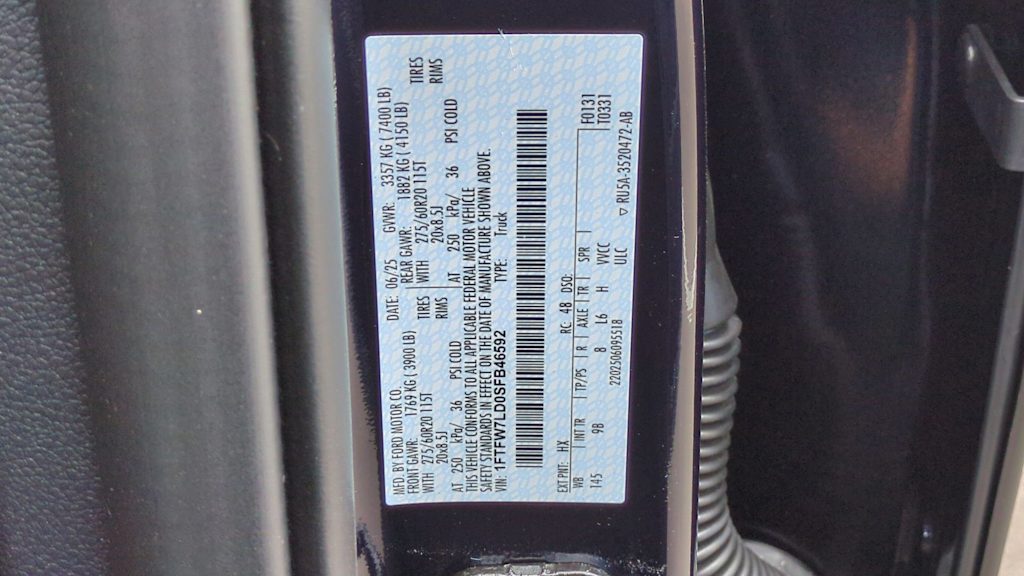 MFD. BY FORD MOTOR CO. DATE: 06/25 GVWR: 3357 KG ( 7400 LB)
FRONT GAWR: 1769 KG ( 3900 LB) REAR GAWR: 1882 KG ( 4150 LB)
WITH 275/60R20 115T TIRES WITH 275/60R20 115T TIRES
20x8.5J RIMS 20x8.5J RIMS
AT 250 kPa/ 36 PSI COLD AT 250 kPa/ 36 PSI COLD
THIS VEHICLE CONFORMS TO ALL APPLICABLE FEDERAL MOTOR VEHICLE
SAFETY STANDARDS IN EFFECT ON THE DATE OF MANUFACTURE SHOWN ABOVE.
VIN: 1FTFW7LD0SFB46592 TYPE: Truck
EXT PNT: HX RC: 48 DSO: F0131
WB INT TR TP/PS R AXLE TR SPR T0331
145 9B 8 L6 H VVCC
2202506095518 ULC ▽ RU5A-3520472-AB